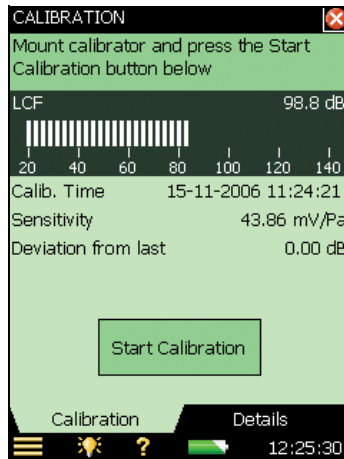 CALIBRATION
Mount calibrator and press the Start
Calibration button below
LCF 98.8 dB
20 40 60 80 100 120 140
Calib. Time 15-11-2006 11:24:21
Sensitivity 43.86 mV/Pa
Deviation from last 0.00 dB
Start Calibration
Calibration Details
? 12:25:30